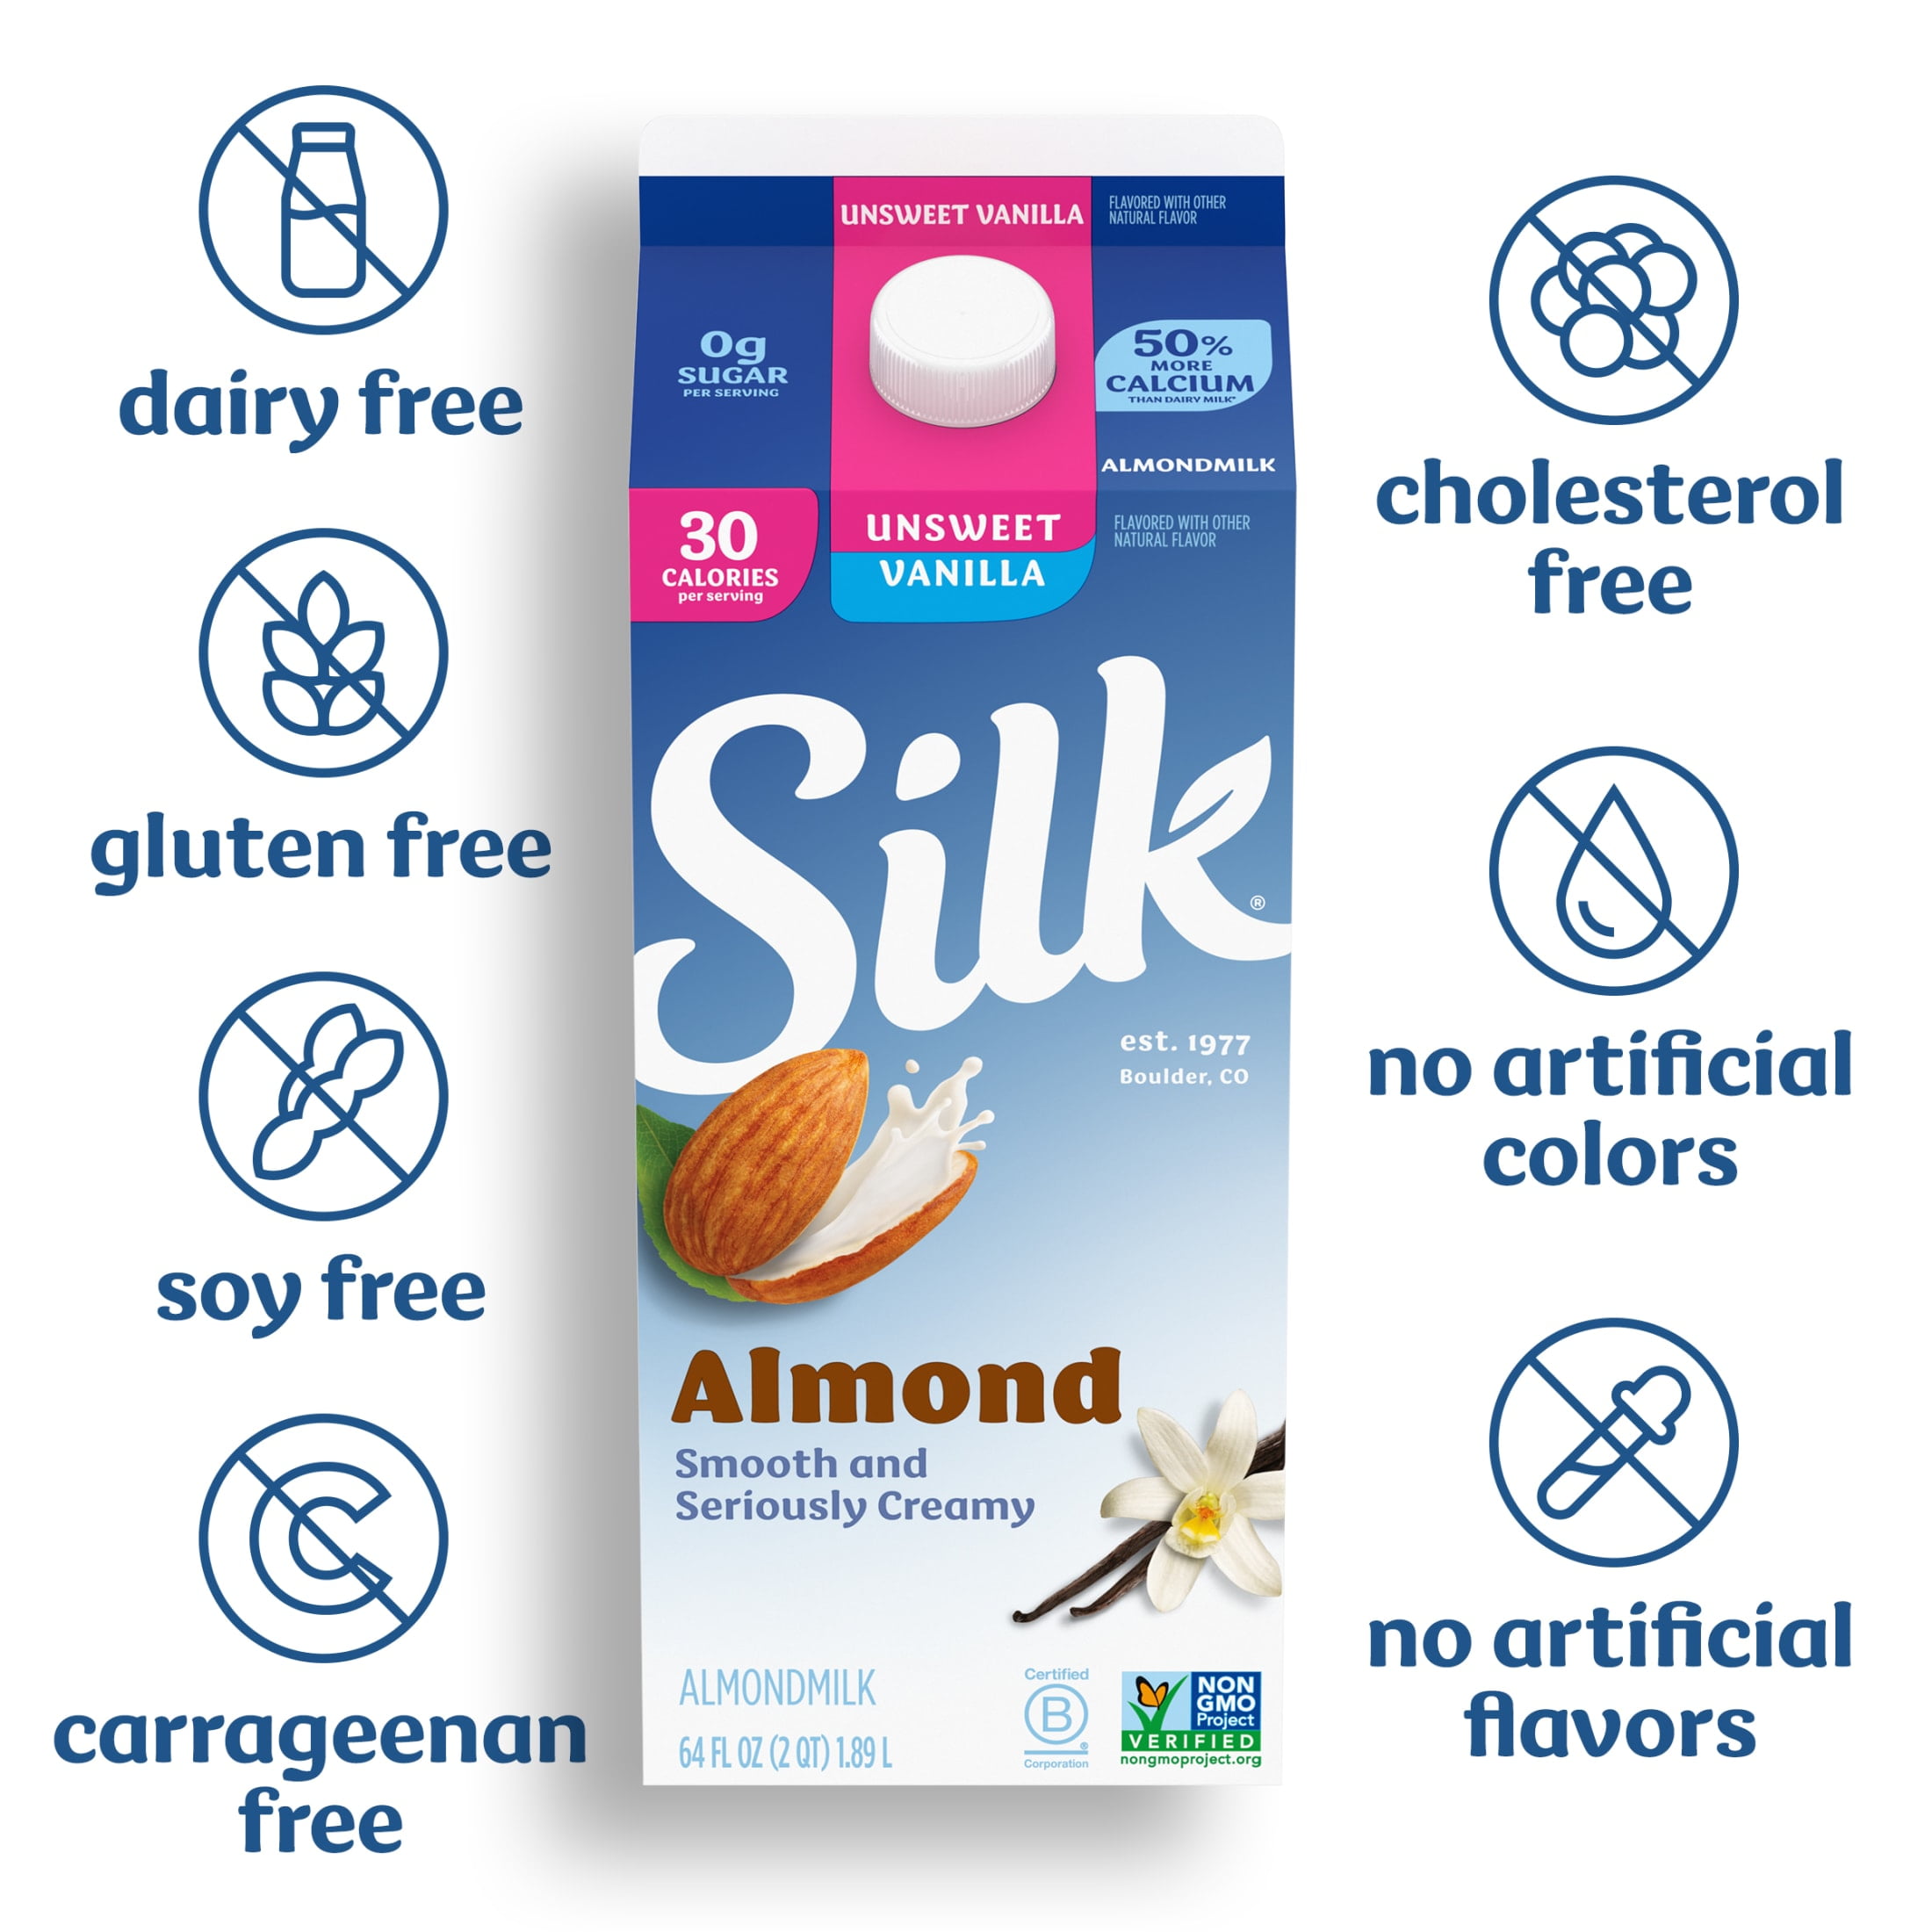 dairy free
gluten free
soy free
carrageenan
free
UNSWEET VANILLA
FLAVORED WITH OTHER
NATURAL FLAVOR
0g
SUGAR
PER SERVING
50%
MORE
CALCIUM
THAN DAIRY MILK*
ALMONDMILK
30
CALORIES
per serving
UNSWEET
VANILLA
FLAVORED WITH OTHER
NATURAL FLAVOR
Silk®
est. 1977
Boulder, CO
Almond
Smooth and
Seriously Creamy
ALMONDMILK
64 FL OZ (2 QT) 1.89 L
Certified
B
®
Corporation
NON
GMO
Project
VERIFIED
nongmoproject.org
cholesterol
free
no artificial
colors
no artificial
flavors